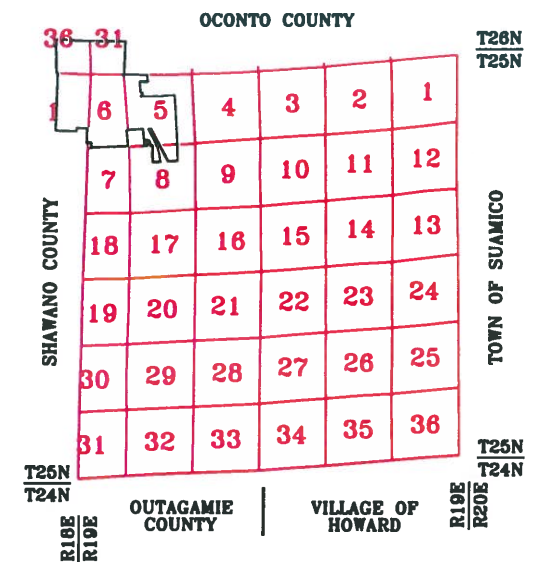 OCONTO COUNTY
36 31
T26N
T25N
1 6 5 4 3 2 1
7 8 9 10 11 12
18 17 16 15 14 13
19 20 21 22 23 24
30 29 28 27 26 25
31 32 33 34 35 36
SHAWANO COUNTY
TOWN OF SUAMICO
T25N
T24N
T25N
T24N
OUTAGAMIE
COUNTY
VILLAGE OF
HOWARD
R18E
R19E
R19E
R20E